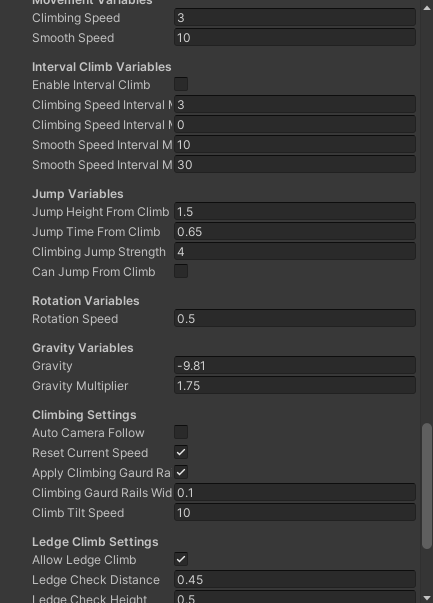 Movement Variables
Climbing Speed 3
Smooth Speed 10
Interval Climb Variables
Enable Interval Climb
Climbing Speed Interval M 3
Climbing Speed Interval M 0
Smooth Speed Interval M 10
Smooth Speed Interval M 30
Jump Variables
Jump Height From Climb 1.5
Jump Time From Climb 0.65
Climbing Jump Strength 4
Can Jump From Climb
Rotation Variables
Rotation Speed 0.5
Gravity Variables
Gravity -9.81
Gravity Multiplier 1.75
Climbing Settings
Auto Camera Follow
Reset Current Speed
Apply Climbing Gaurd Ra
Climbing Gaurd Rails Wid 0.1
Climb Tilt Speed 10
Ledge Climb Settings
Allow Ledge Climb
Ledge Check Distance 0.45
Ledge Check Height 0.5